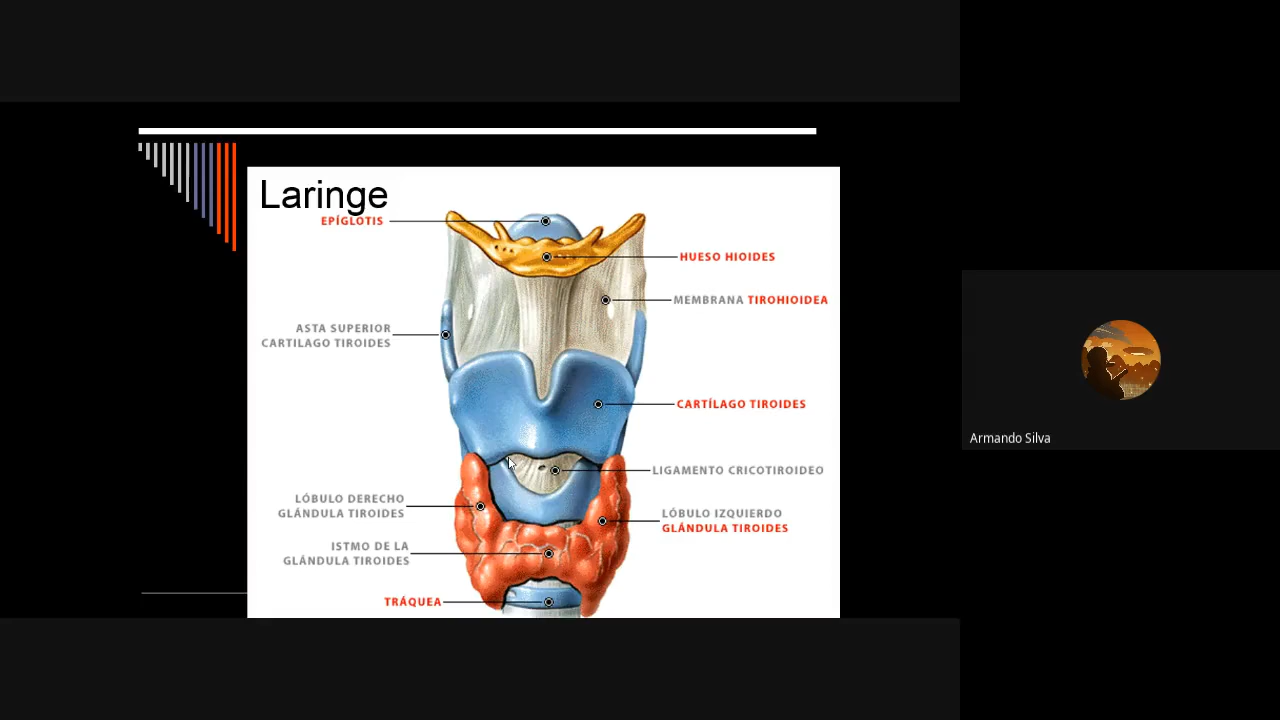 Laringe
EPÍGLOTIS
HUESO HIOIDES
MEMBRANA TIROHIOIDEA
ASTA SUPERIOR
CARTILAGO TIROIDES
CARTÍLAGO TIROIDES
LIGAMENTO CRICOTIROIDEO
LÓBULO DERECHO
GLÁNDULA TIROIDES
LÓBULO IZQUIERDO
GLÁNDULA TIROIDES
ISTMO DE LA
GLÁNDULA TIROIDES
TRÁQUEA
Armando Silva